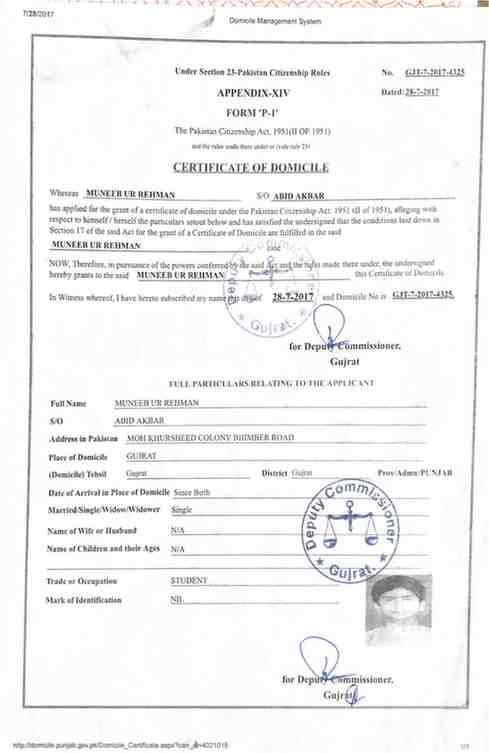 7/28/2017 Domicile Management System
Under Section 23-Pakistan Citizenship Rules No. GJT-7-2017-4325
APPENDIX-XIV Dated: 28-7-2017
FORM 'P-1'
The Pakistan Citizenship Act, 1951(II OF 1951)
and the rules made there under or (vide rule 23)
CERTIFICATE OF DOMICILE
Whereas MUNEEB UR REHMAN S/O ABID AKBAR
has applied for the grant of a certificate of domicile under the Pakistan Citizenship Act. 1951 (II of 1951), alleging with
respect to himself / herself the particulars setout below and has satisfied the undersigned that the conditions laid down in
Section 17 of the said Act for the grant of a Certificate of Domicile are fulfilled in the said
MUNEEB UR REHMAN case
NOW, Therefore, in pursuance of the powers conferred by the said Act and the rules made there under, the undersigned
hereby grants to the said MUNEEB UR REHMAN this Certificate of Domicile.
In Witness whereof, I have hereto subscribed my name this day of 28-7-2017 and Domicile No is GJT-7-2017-4325.
Deputy Commissioner
Gujrat.
for Deputy Commissioner,
Gujrat
FULL PARTICULARS RELATING TO THE APPLICANT
Full Name MUNEEB UR REHMAN
S/O ABID AKBAR
Address in Pakistan MOH KHURSHEED COLONY BHIMBER ROAD
Place of Domicile GUJRAT
(Domicile) Tehsil Gujrat District Gujrat Prov/Admn: PUNJAB
Date of Arrival in Place of Domicile Since Birth
Married/Single/Widow/Widower Single
Name of Wife or Husband N/A
Name of Children and their Ages N/A
Deputy Commissioner
Gujrat.
Trade or Occupation STUDENT
Mark of Identification NIL
for Deputy Commissioner,
Gujrat